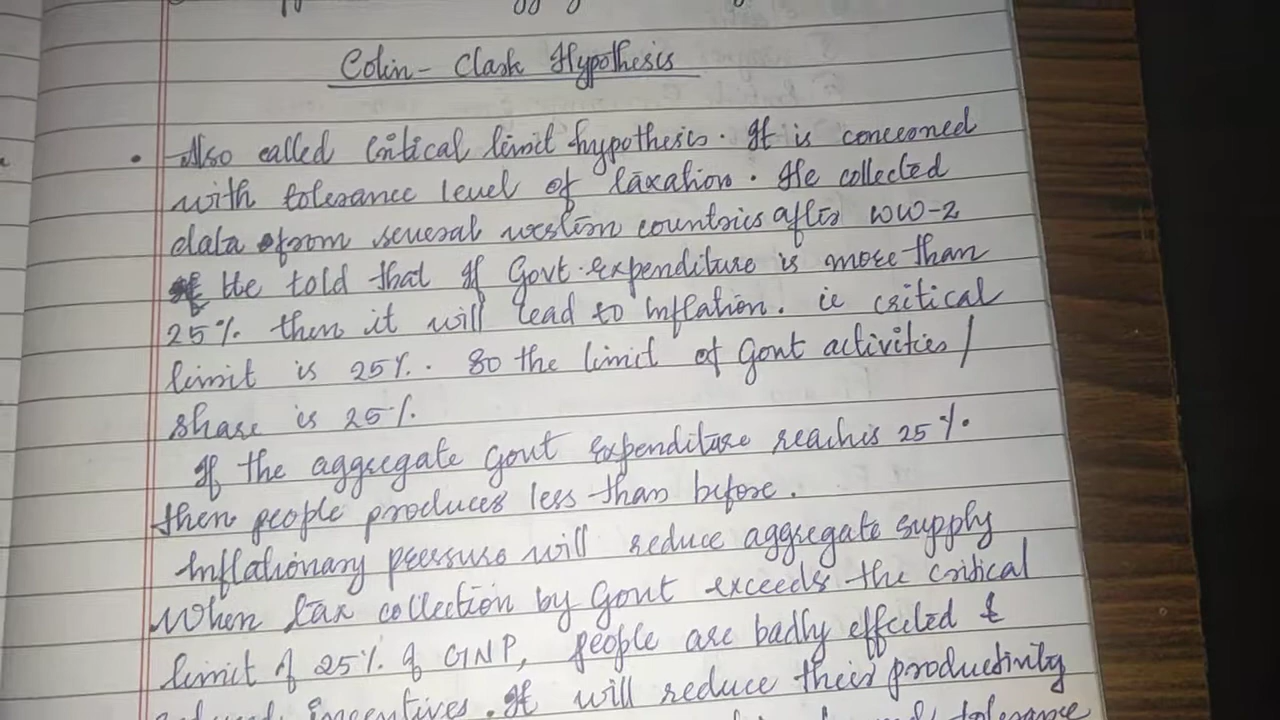 Colin - Clark Hypothesis
• Also called Critical limit hypothesis. It is concerned
with tolerance level of taxation. He collected
data from several western countries after WW-2
He told that if Govt. expenditure is more than
25% then it will lead to Inflation. ie critical
limit is 25%. So the limit of Govt activities /
share is 25%.
If the aggregate Govt Expenditure reaches 25%.
then people produces less than before.
Inflationary pressure will reduce aggregate supply
When tax collection by Govt exceeds the critical
limit of 25% of GNP, people are badly effected &
incentives. It will reduce their productivity
tolerance